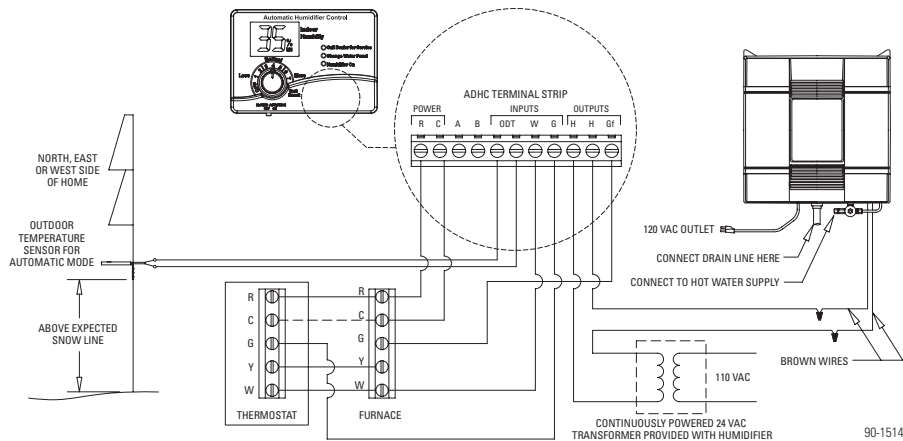 Automatic Humidifier Control
35 %
Indoor
Humidity
Call Dealer for Service
Change Water Panel
Humidifier On
Less
More
ADHC TERMINAL STRIP
POWER
INPUTS
OUTPUTS
R C A B ODT W G H H Gf
NORTH, EAST
OR WEST SIDE
OF HOME
OUTDOOR
TEMPERATURE
SENSOR FOR
AUTOMATIC MODE
ABOVE EXPECTED
SNOW LINE
R
C
G
Y
W
THERMOSTAT
R
C
G
Y
W
FURNACE
120 VAC OUTLET
CONNECT DRAIN LINE HERE
CONNECT TO HOT WATER SUPPLY
BROWN WIRES
110 VAC
CONTINUOUSLY POWERED 24 VAC
TRANSFORMER PROVIDED WITH HUMIDIFIER
90-1514